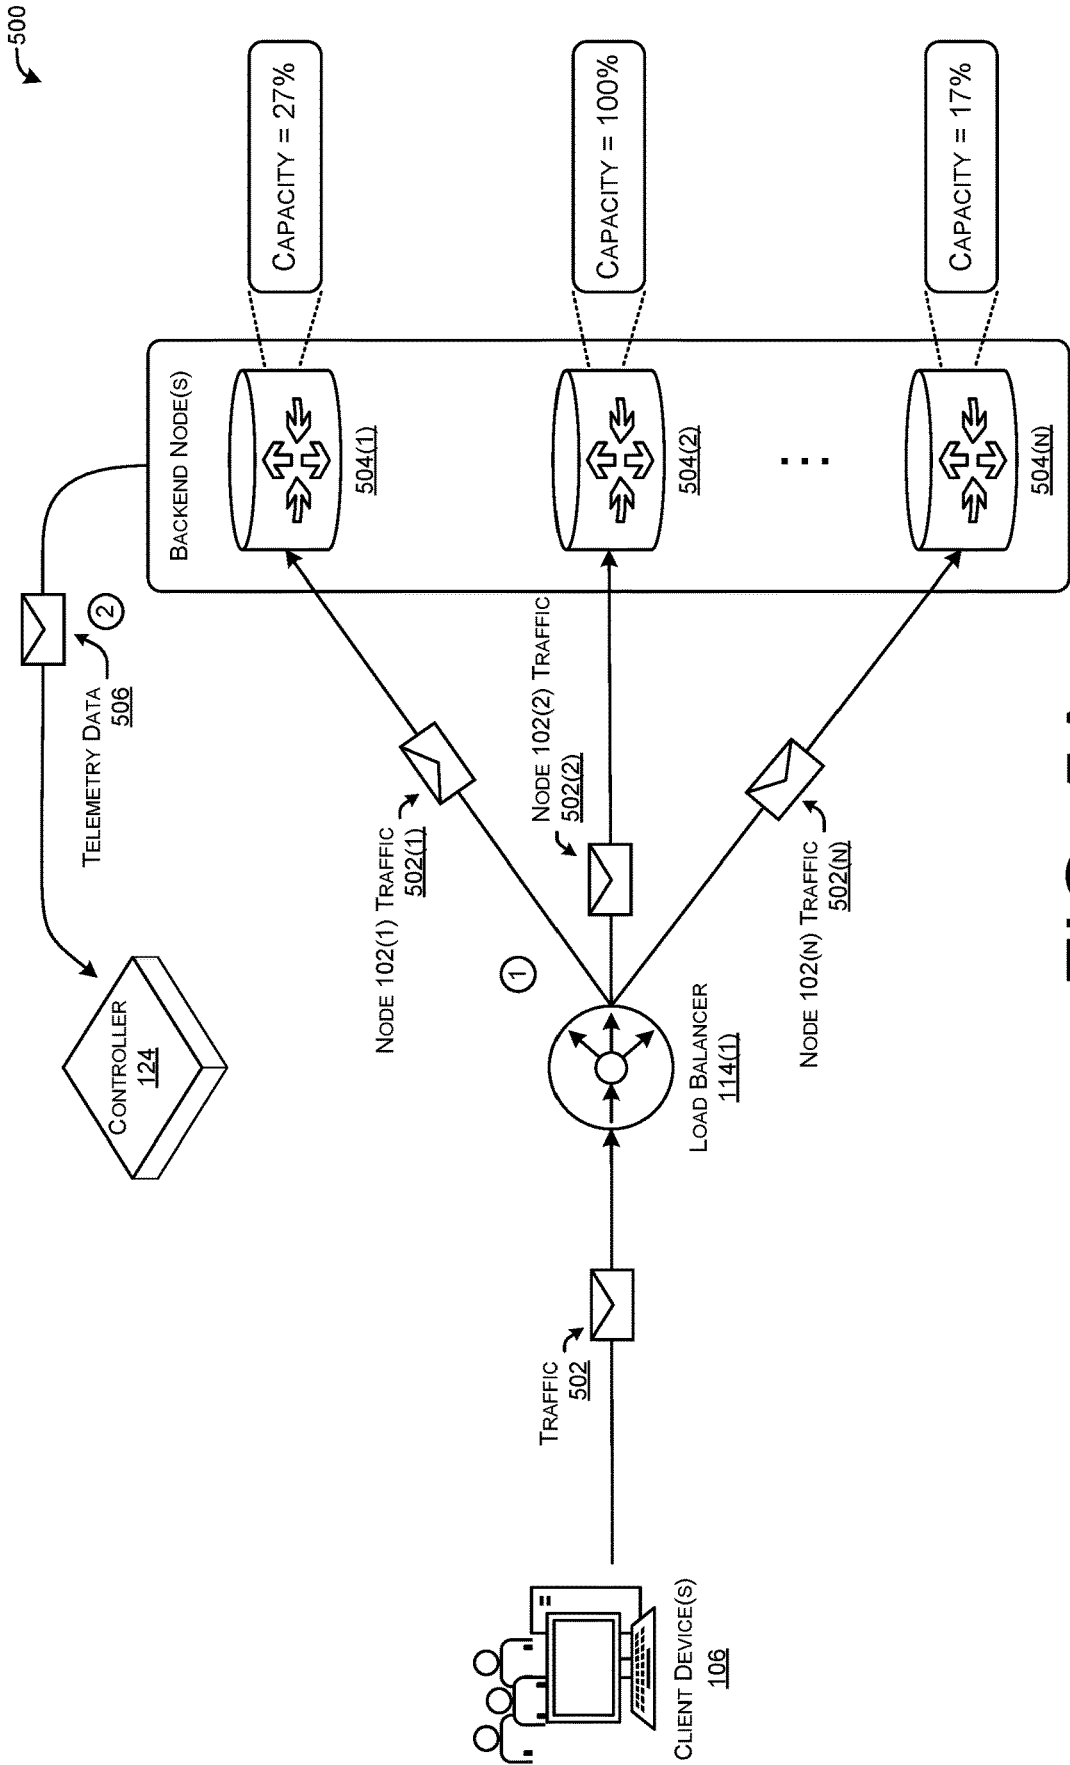 500
CONTROLLER
124
TELEMETRY DATA
506
2
BACKEND NODE(S)
CAPACITY = 27%
504(1)
NODE 102(1) TRAFFIC
502(1)
1
TRAFFIC
502
NODE 102(2) TRAFFIC
502(2)
CAPACITY = 100%
504(2)
CLIENT DEVICE(S)
106
LOAD BALANCER
114(1)
NODE 102(N) TRAFFIC
502(N)
CAPACITY = 17%
504(N)